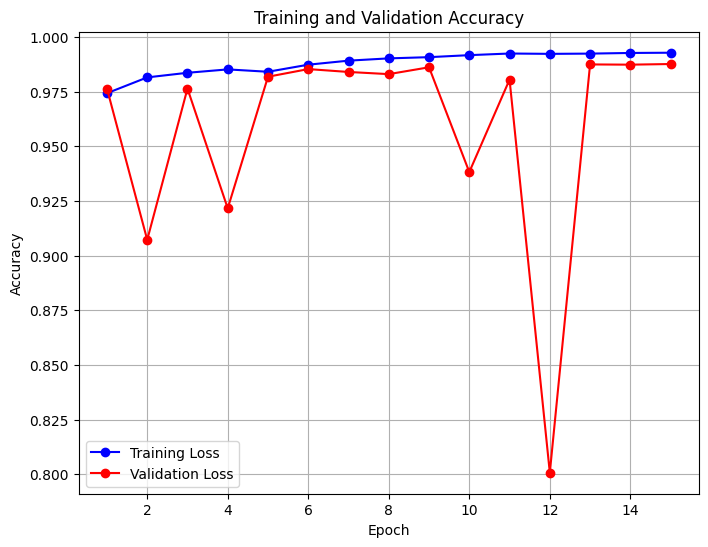 Training and Validation Accuracy
1.000
0.975
0.950
0.925
0.900
0.875
0.850
0.825
0.800
Accuracy
Training Loss
Validation Loss
2 4 6 8 10 12 14
Epoch